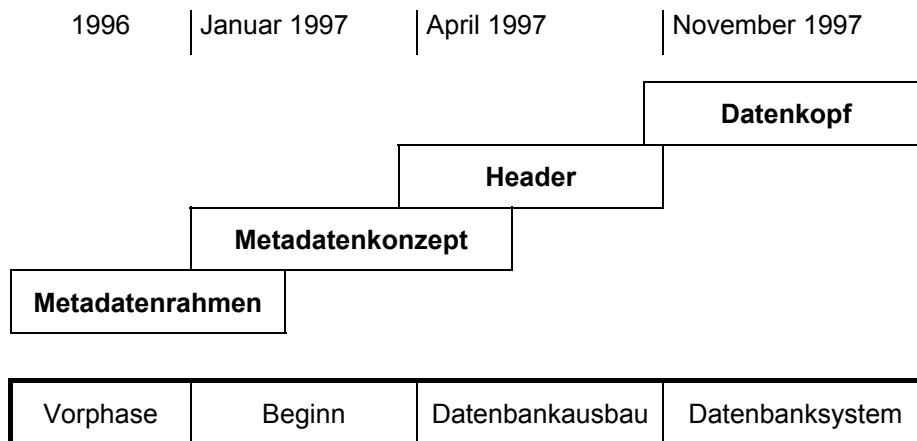 1996 Januar 1997 April 1997 November 1997
Datenkopf
Header
Metadatenkonzept
Metadatenrahmen
Vorphase Beginn Datenbankausbau Datenbanksystem